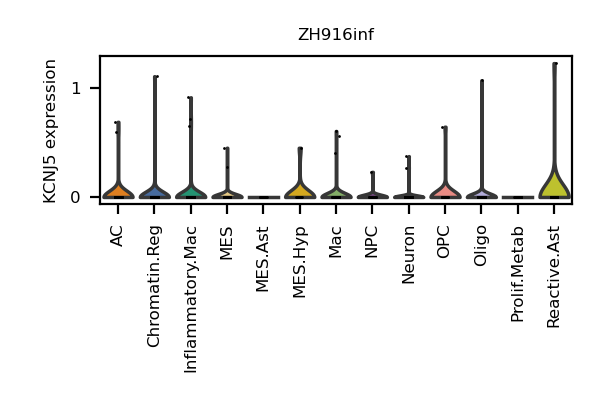 ZH916inf
KCNJ5 expression
1
0
AC
Chromatin.Reg
Inflammatory.Mac
MES
MES.Ast
MES.Hyp
Mac
NPC
Neuron
OPC
Oligo
Prolif.Metab
Reactive.Ast